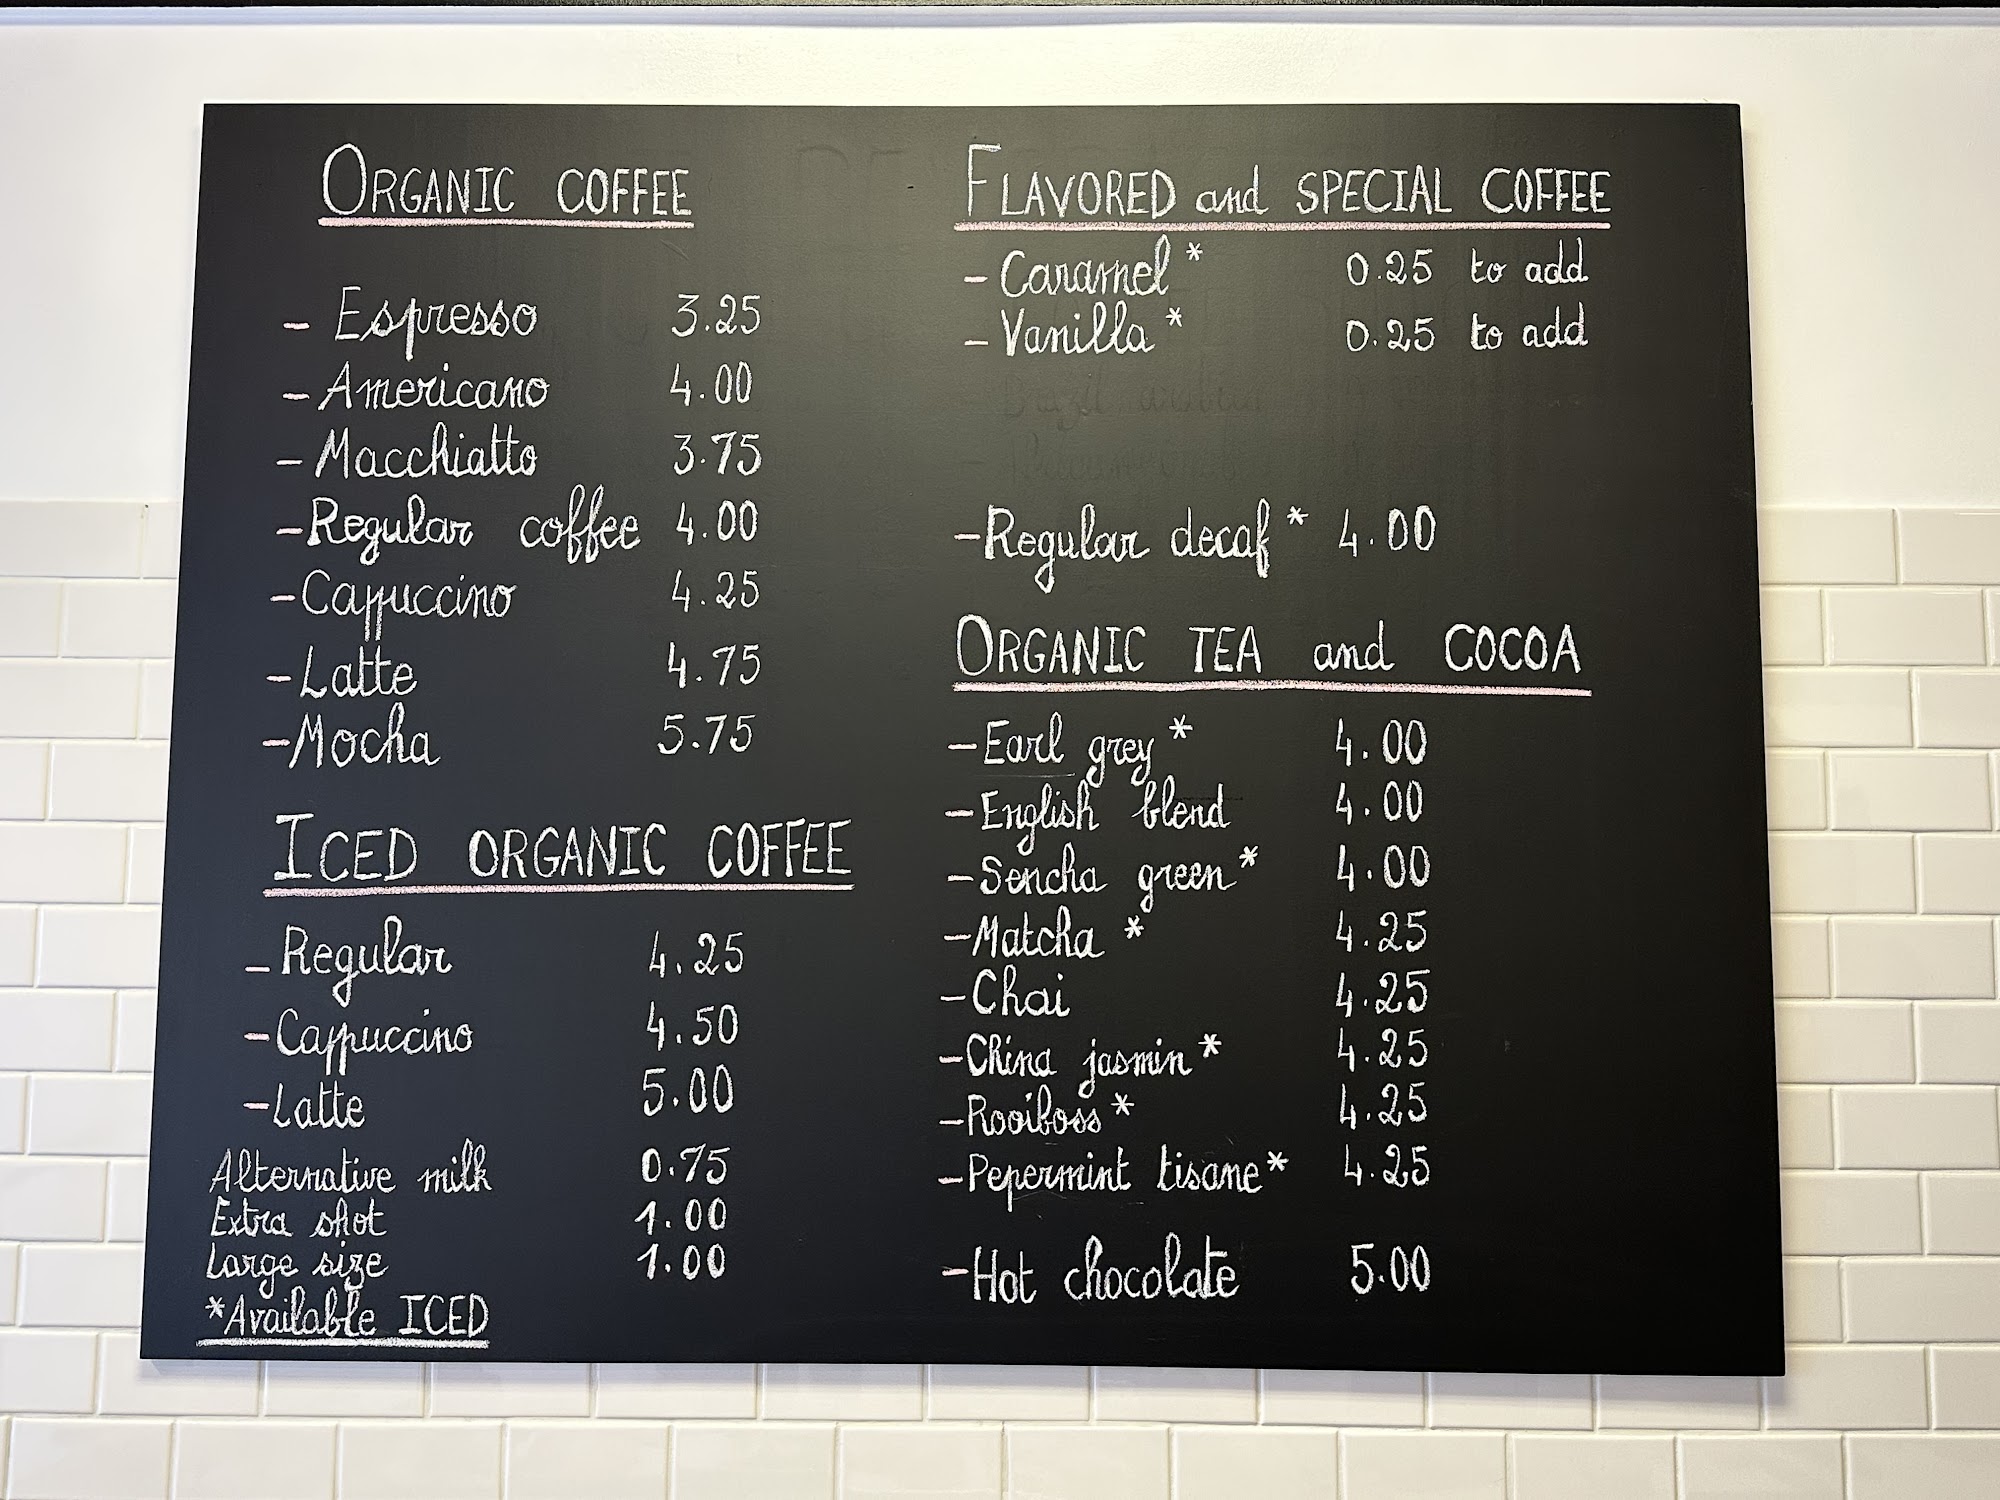 ORGANIC COFFEE
- Espresso 3.25
- Americano 4.00
- Macchiatto 3.75
- Regular coffee 4.00
- Cappuccino 4.25
- Latte 4.75
- Mocha 5.75
ICED ORGANIC COFFEE
- Regular 4.25
- Cappuccino 4.50
- Latte 5.00
Alternative milk 0.75
Extra shot 1.00
Large size 1.00
*Available ICED
FLAVORED and SPECIAL COFFEE
- Caramel* 0.25 to add
- Vanilla* 0.25 to add
- Regular decaf* 4.00
ORGANIC TEA and COCOA
- Earl grey* 4.00
- English blend 4.00
- Sencha green* 4.00
- Matcha* 4.25
- Chai 4.25
- China jasmin* 4.25
- Rooiboss* 4.25
- Pepermint tisane* 4.25
- Hot chocolate 5.00